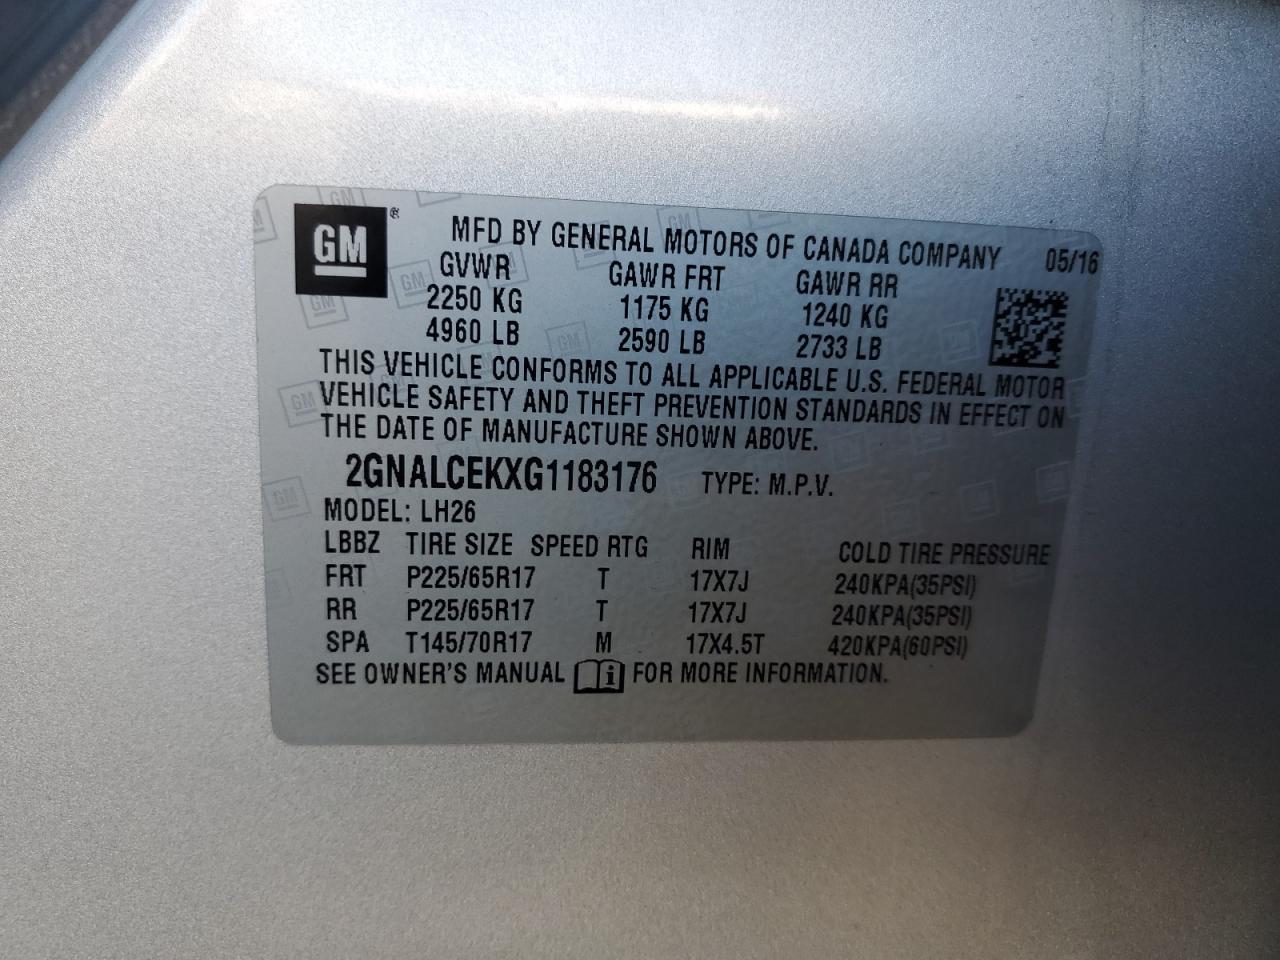 GM ®
MFD BY GENERAL MOTORS OF CANADA COMPANY 05/16
GVWR GAWR FRT GAWR RR
2250 KG 1175 KG 1240 KG
4960 LB 2590 LB 2733 LB
THIS VEHICLE CONFORMS TO ALL APPLICABLE U.S. FEDERAL MOTOR
VEHICLE SAFETY AND THEFT PREVENTION STANDARDS IN EFFECT ON
THE DATE OF MANUFACTURE SHOWN ABOVE.
2GNALCEKXG1183176 TYPE: M.P.V.
MODEL: LH26
LBBZ TIRE SIZE SPEED RTG RIM COLD TIRE PRESSURE
FRT P225/65R17 T 17X7J 240KPA(35PSI)
RR P225/65R17 T 17X7J 240KPA(35PSI)
SPA T145/70R17 M 17X4.5T 420KPA(60PSI)
SEE OWNER'S MANUAL i FOR MORE INFORMATION.